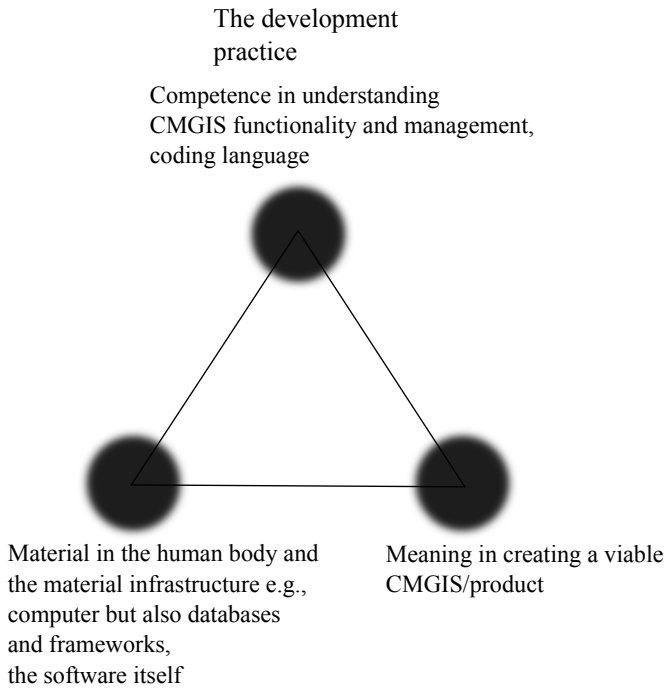 The development
practice
Competence in understanding
CMGIS functionality and management,
coding language
Material in the human body and
the material infrastructure e.g.,
computer but also databases
and frameworks,
the software itself
Meaning in creating a viable
CMGIS/product